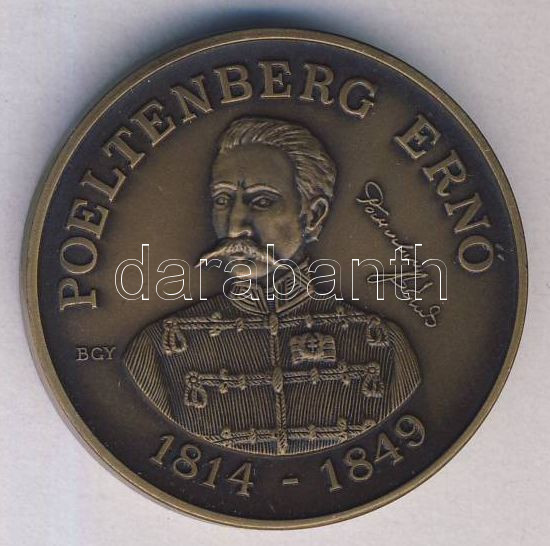 POELTENBERG ERNŐ
darabanth
BGY
1814 - 1849